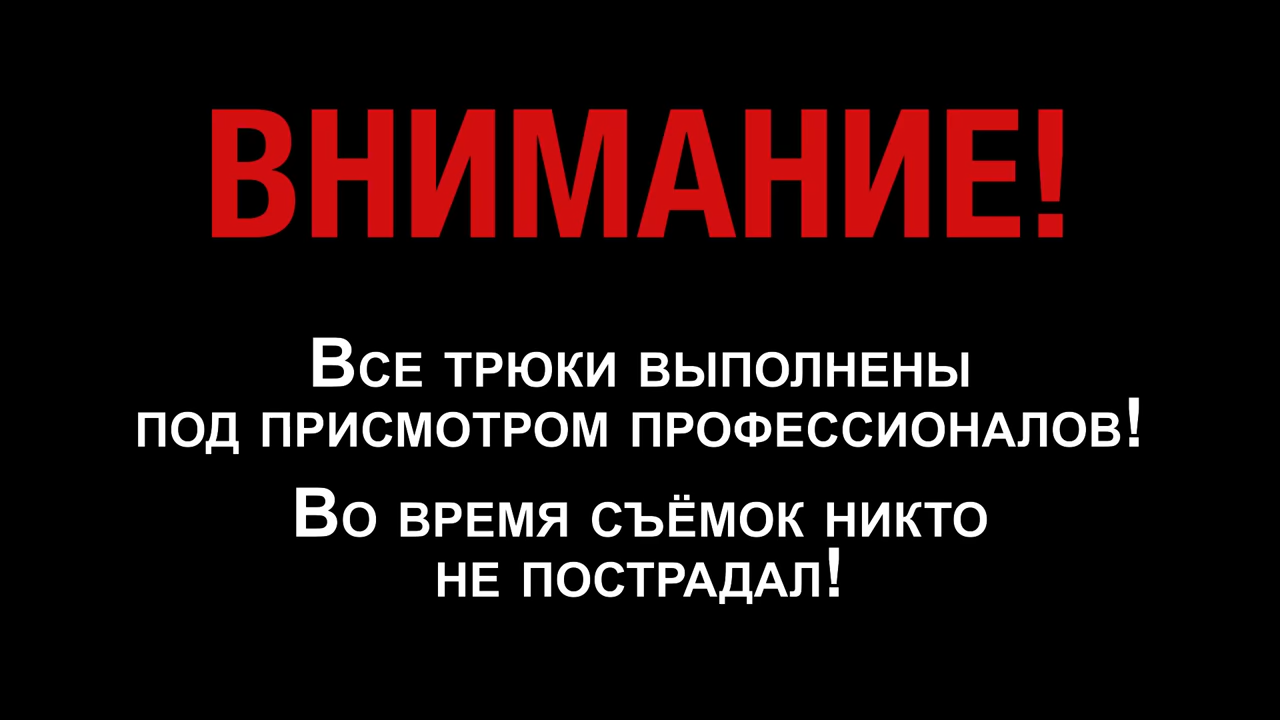 ВНИМАНИЕ!
ВСЕ ТРЮКИ ВЫПОЛНЕНЫ
ПОД ПРИСМОТРОМ ПРОФЕССИОНАЛОВ!
ВО ВРЕМЯ СЪЁМОК НИКТО
НЕ ПОСТРАДАЛ!